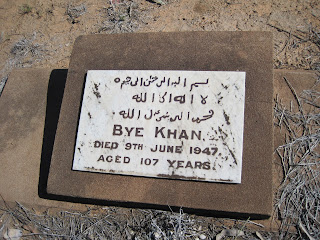 بسم الله الرحمن الرحيم
لا اله الا الله
محمد الرسول الله
BYE KHAN.
DIED 9TH JUNE 1947.
AGED 107 YEARS.